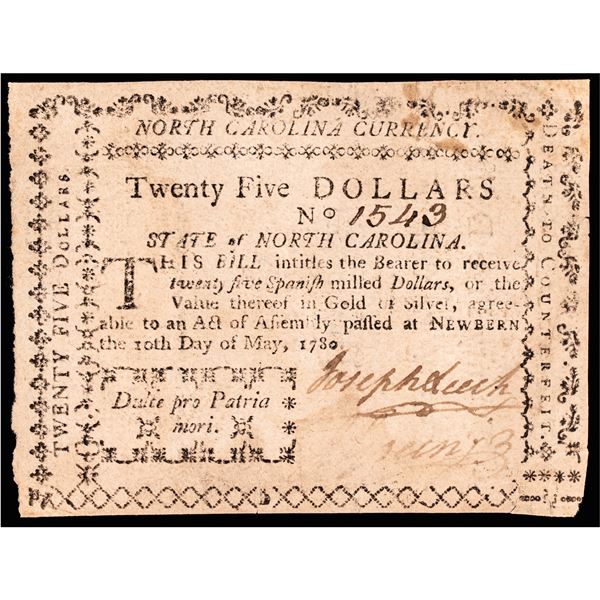 NORTH CAROLINA CURRENCY.
Twenty Five DOLLARS
No 1543
STATE of NORTH CAROLINA.
THIS BILL intitles the Bearer to receive
twenty five Spaniſh milled Dollars, or the
Value thereof in Gold or Silver, agree-
able to an Act of Aſſembly paſſed at NEWBERN
the 10th Day of May, 1780.
Joseph Leech
Dulce pro Patria
mori.
TWENTY FIVE DOLLARS
DEATH TO COUNTERFEIT.